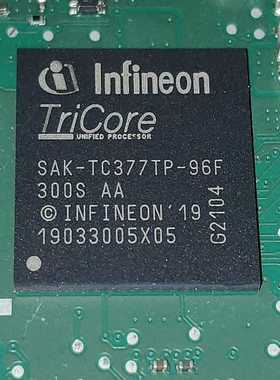 Infineon
TriCore
UNIFIED PROCESSOR
SAK-TC377TP-96F
300S AA
© INFINEON'19
19033005X05
G2104